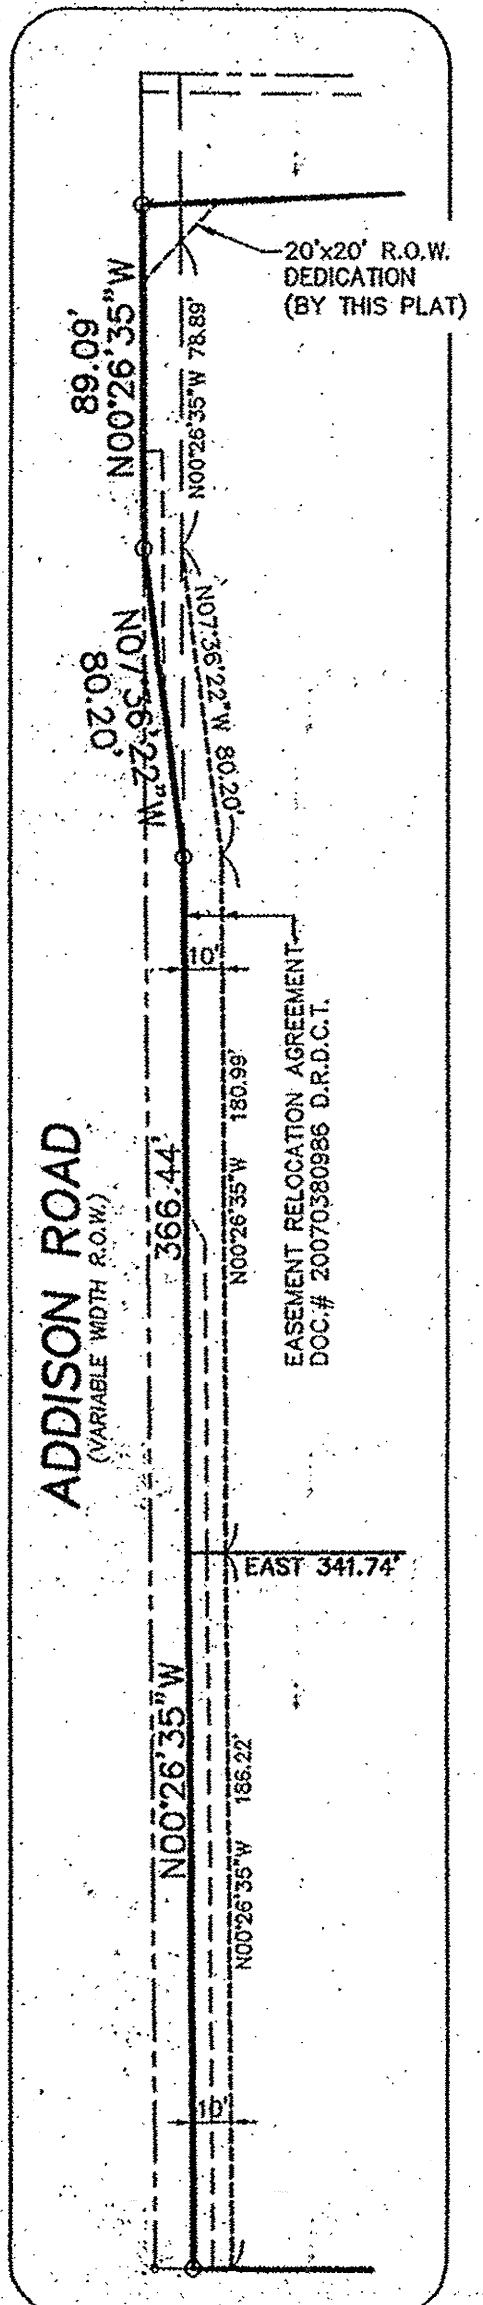 20'x20' R.O.W.
DEDICATION
(BY THIS PLAT)
89.09'
N00°26'35"W
N00°26'35"W 78.89'
N07°36'22"W
80.20'
N07°36'22"W 80.20'
10'
EASEMENT RELOCATION AGREEMENT
DOC.# 20070380986 D.R.D.C.T.
N00°26'35"W 180.99'
366.44'
ADDISON ROAD
(VARIABLE WIDTH R.O.W.)
EAST 341.74'
N00°26'35"W
N00°26'35"W 186.22'
10'